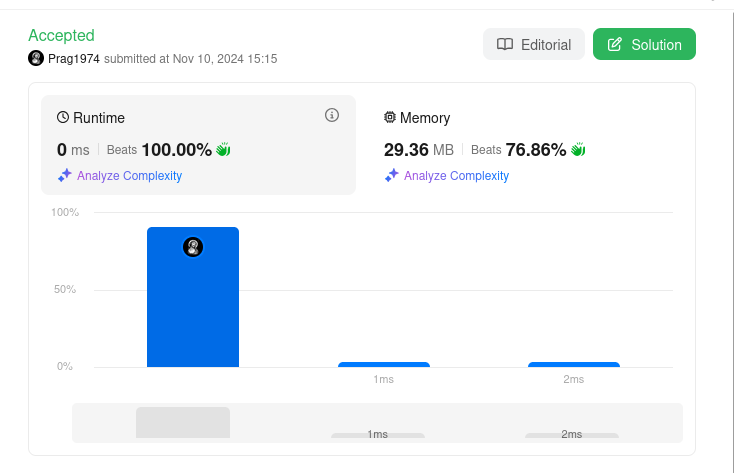 Accepted
Prag1974 submitted at Nov 10, 2024 15:15
Editorial
Solution
Runtime
0 ms | Beats 100.00%
Analyze Complexity
Memory
29.36 MB | Beats 76.86%
Analyze Complexity
100%
50%
0%
1ms 2ms
1ms 2ms